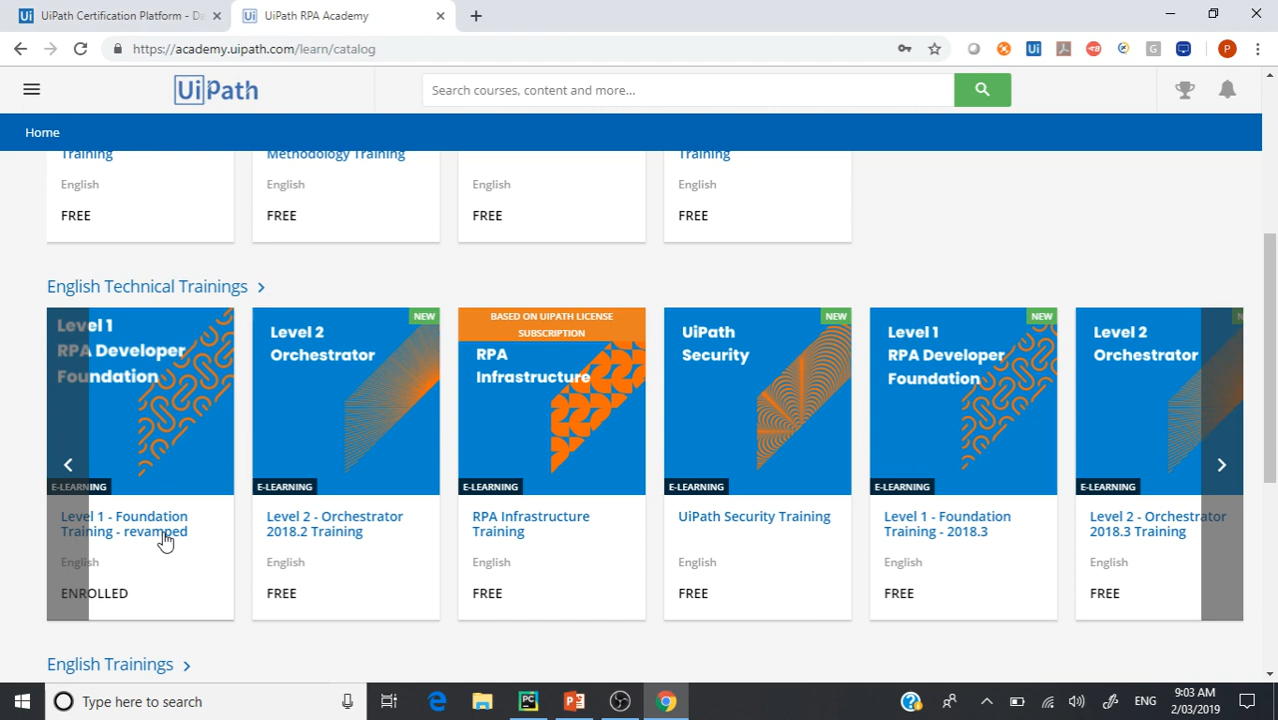 UiPath Certification Platform - Da
UiPath RPA Academy
https://academy.uipath.com/learn/catalog
P
UiPath
Search courses, content and more...
Home
Training
Methodology Training
Training
English
English
English
English
FREE
FREE
FREE
FREE
English Technical Trainings
Level 1
RPA Developer
Foundation
E-LEARNING
Level 1 - Foundation
Training - revamped
English
ENROLLED
NEW
Level 2
Orchestrator
E-LEARNING
Level 2 - Orchestrator
2018.2 Training
English
FREE
BASED ON UIPATH LICENSE
SUBSCRIPTION
RPA
Infrastructure
E-LEARNING
RPA Infrastructure
Training
English
FREE
NEW
UiPath
Security
E-LEARNING
UiPath Security Training
English
FREE
NEW
Level 1
RPA Developer
Foundation
E-LEARNING
Level 1 - Foundation
Training - 2018.3
English
FREE
Level 2
Orchestrator
E-LEARNING
Level 2 - Orchestrator
2018.3 Training
English
FREE
English Trainings
Type here to search
ENG
9:03 AM
2/03/2019